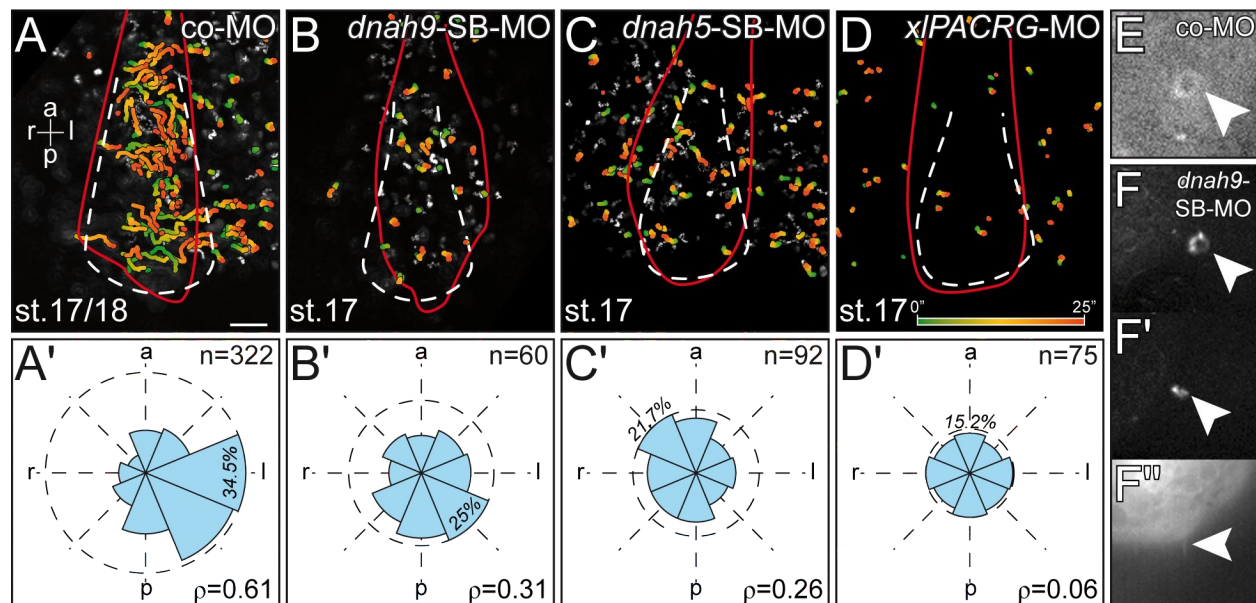 A
co-MO
a
r l
p
st.17/18
B
dnah9-SB-MO
st.17
C
dnah5-SB-MO
st.17
D
xlPACRG-MO
st.17
0" 25"
E
co-MO
F
dnah9-
SB-MO
F'
F"
A'
n=322
a
r
34.5%
l
p
ρ=0.61
B'
n=60
a
r
25%
l
p
ρ=0.31
C'
n=92
a
21,7%
r
l
p
ρ=0.26
D'
n=75
a
15.2%
r
l
p
ρ=0.06